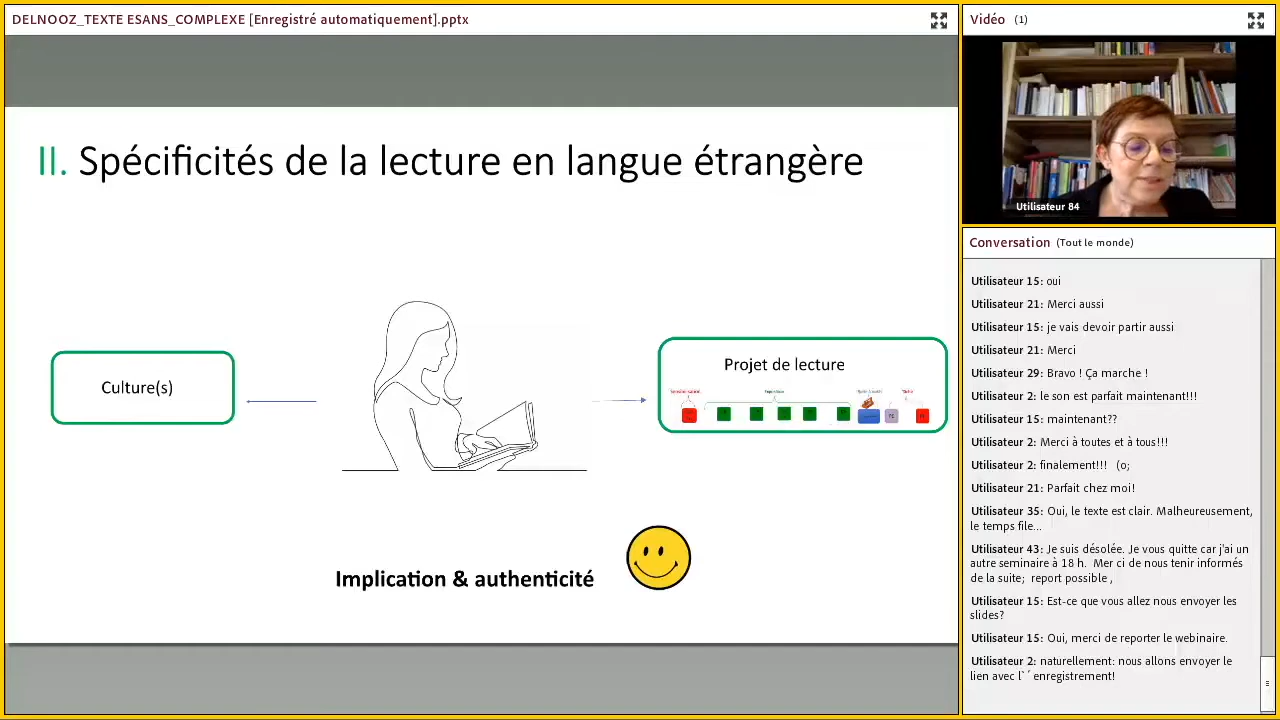 DELNOOZ_TEXTE ESANS_COMPLEXE [Enregistré automatiquement].pptx
II. Spécificités de la lecture en langue étrangère
Culture(s)
Projet de lecture
Implication & authenticité
Vidéo (1)
Utilisateur 84
Conversation (Tout le monde)
Utilisateur 15: oui
Utilisateur 21: Merci aussi
Utilisateur 15: je vais devoir partir aussi
Utilisateur 21: Merci
Utilisateur 29: Bravo ! Ça marche !
Utilisateur 2: le son est parfait maintenant!!!
Utilisateur 15: maintenant??
Utilisateur 2: Merci à toutes et à tous!!!
Utilisateur 2: finalement!!! (o;
Utilisateur 21: Parfait chez moi!
Utilisateur 35: Oui, le texte est clair. Malheureusement,
le temps file...
Utilisateur 43: Je suis désolée. Je vous quitte car j'ai un
autre seminaire à 18 h. Mer ci de nous tenir informés
de la suite; report possible ,
Utilisateur 15: Est-ce que vous allez nous envoyer les
slides?
Utilisateur 15: Oui, merci de reporter le webinaire.
Utilisateur 2: naturellement: nous allons envoyer le
lien avec l`´enregistrement!